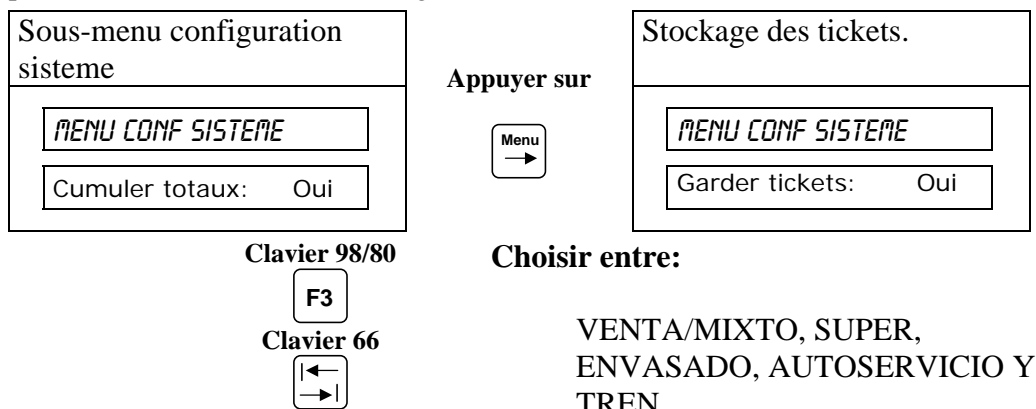 Sous-menu configuration
sisteme
MENU CONF SISTEME
Cumuler totaux: Oui
Appuyer sur
Menu
Stockage des tickets.
MENU CONF SISTEME
Garder tickets: Oui
Clavier 98/80
F3
Clavier 66
Choisir entre:
VENTA/MIXTO, SUPER,
ENVASADO, AUTOSERVICIO Y
TREN